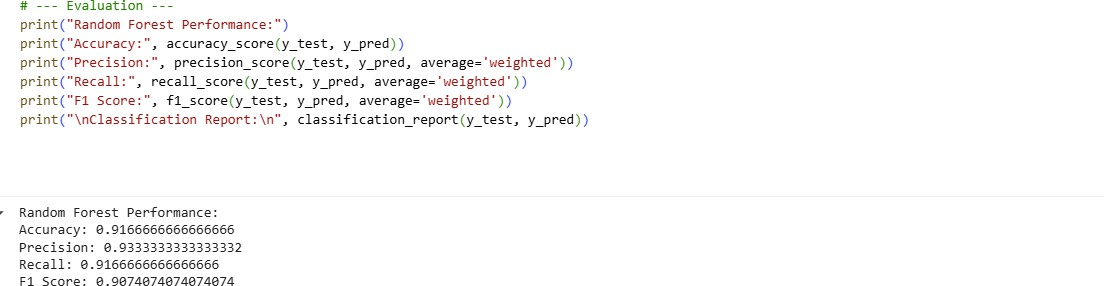 # --- Evaluation ---
print("Random Forest Performance:")
print("Accuracy:", accuracy_score(y_test, y_pred))
print("Precision:", precision_score(y_test, y_pred, average='weighted'))
print("Recall:", recall_score(y_test, y_pred, average='weighted'))
print("F1 Score:", f1_score(y_test, y_pred, average='weighted'))
print("\nClassification Report:\n", classification_report(y_test, y_pred))
Random Forest Performance:
Accuracy: 0.9166666666666666
Precision: 0.9333333333333332
Recall: 0.9166666666666666
F1 Score: 0.9074074074074074